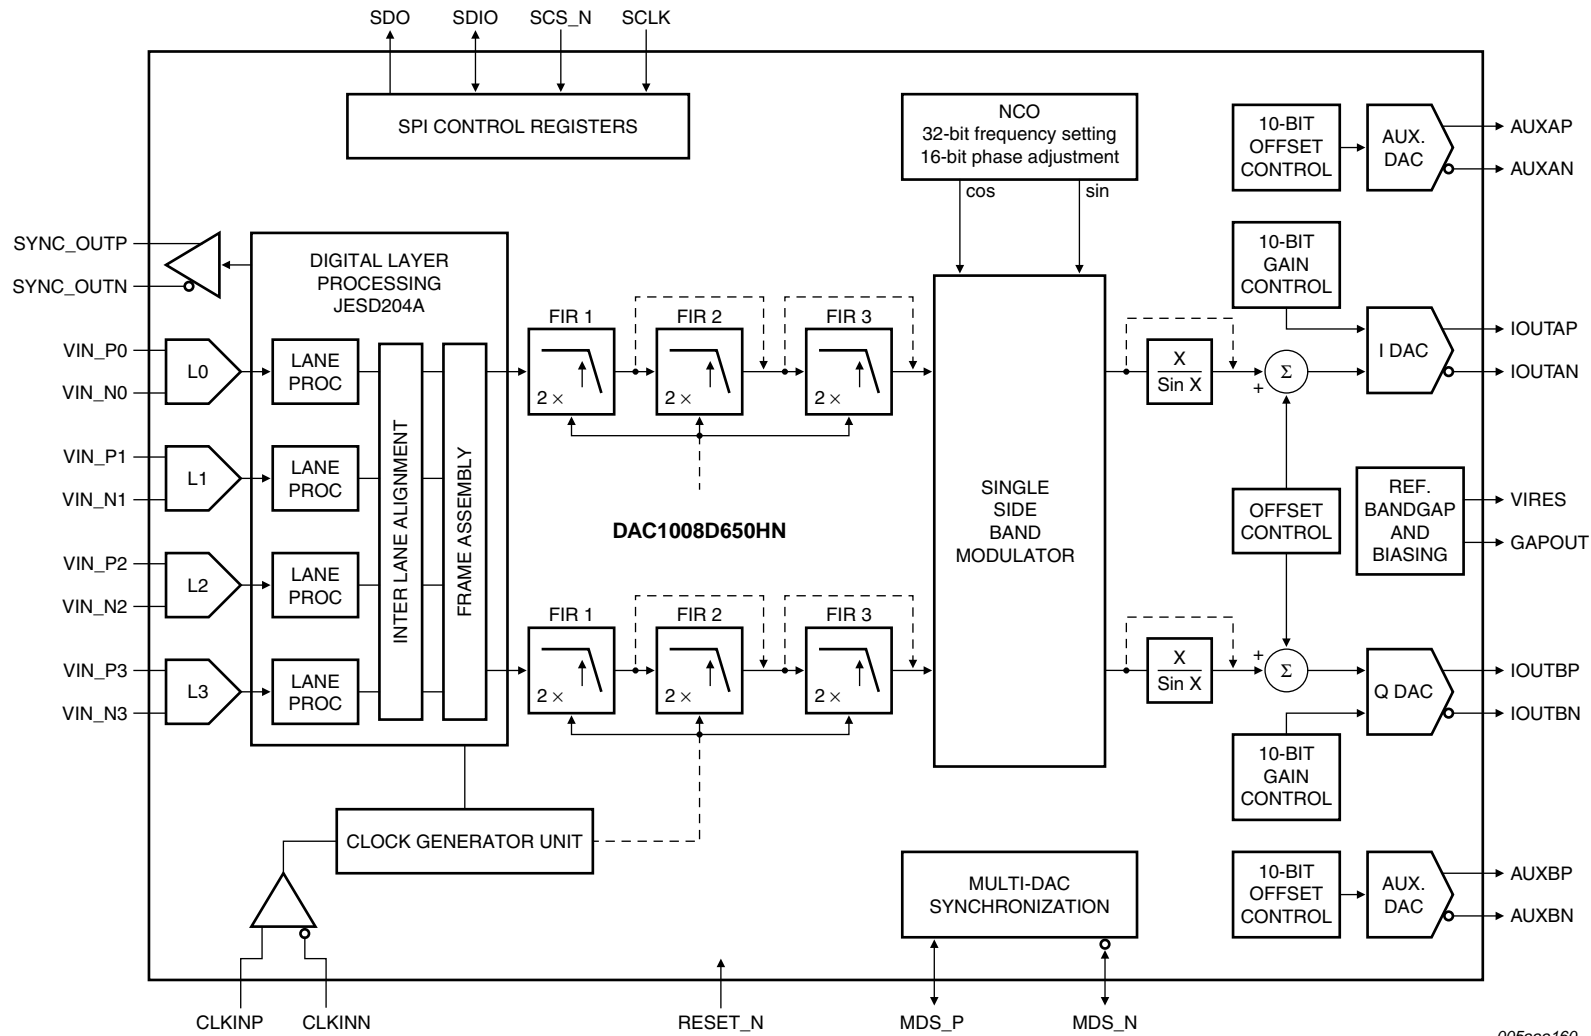 SDO SDIO SCS_N SCLK
SPI CONTROL REGISTERS
NCO
32-bit frequency setting
16-bit phase adjustment
cos sin
10-BIT
OFFSET
CONTROL
AUX.
DAC
AUXAP
AUXAN
SYNC_OUTP
SYNC_OUTN
DIGITAL LAYER
PROCESSING
JESD204A
10-BIT
GAIN
CONTROL
VIN_P0
VIN_N0
L0
LANE
PROC
VIN_P1
VIN_N1
L1
LANE
PROC
VIN_P2
VIN_N2
L2
LANE
PROC
VIN_P3
VIN_N3
L3
LANE
PROC
INTER LANE ALIGNMENT
FRAME ASSEMBLY
FIR 1 FIR 2 FIR 3
2 × 2 × 2 ×
DAC1008D650HN
FIR 1 FIR 2 FIR 3
2 × 2 × 2 ×
SINGLE
SIDE
BAND
MODULATOR
X
Sin X
+
Σ
I DAC
IOUTAP
IOUTAN
OFFSET
CONTROL
REF.
BANDGAP
AND
BIASING
VIRES
GAPOUT
X
Sin X
+
Σ
Q DAC
IOUTBP
IOUTBN
10-BIT
GAIN
CONTROL
CLOCK GENERATOR UNIT
MULTI-DAC
SYNCHRONIZATION
10-BIT
OFFSET
CONTROL
AUX.
DAC
AUXBP
AUXBN
CLKINP CLKINN RESET_N MDS_P MDS_N